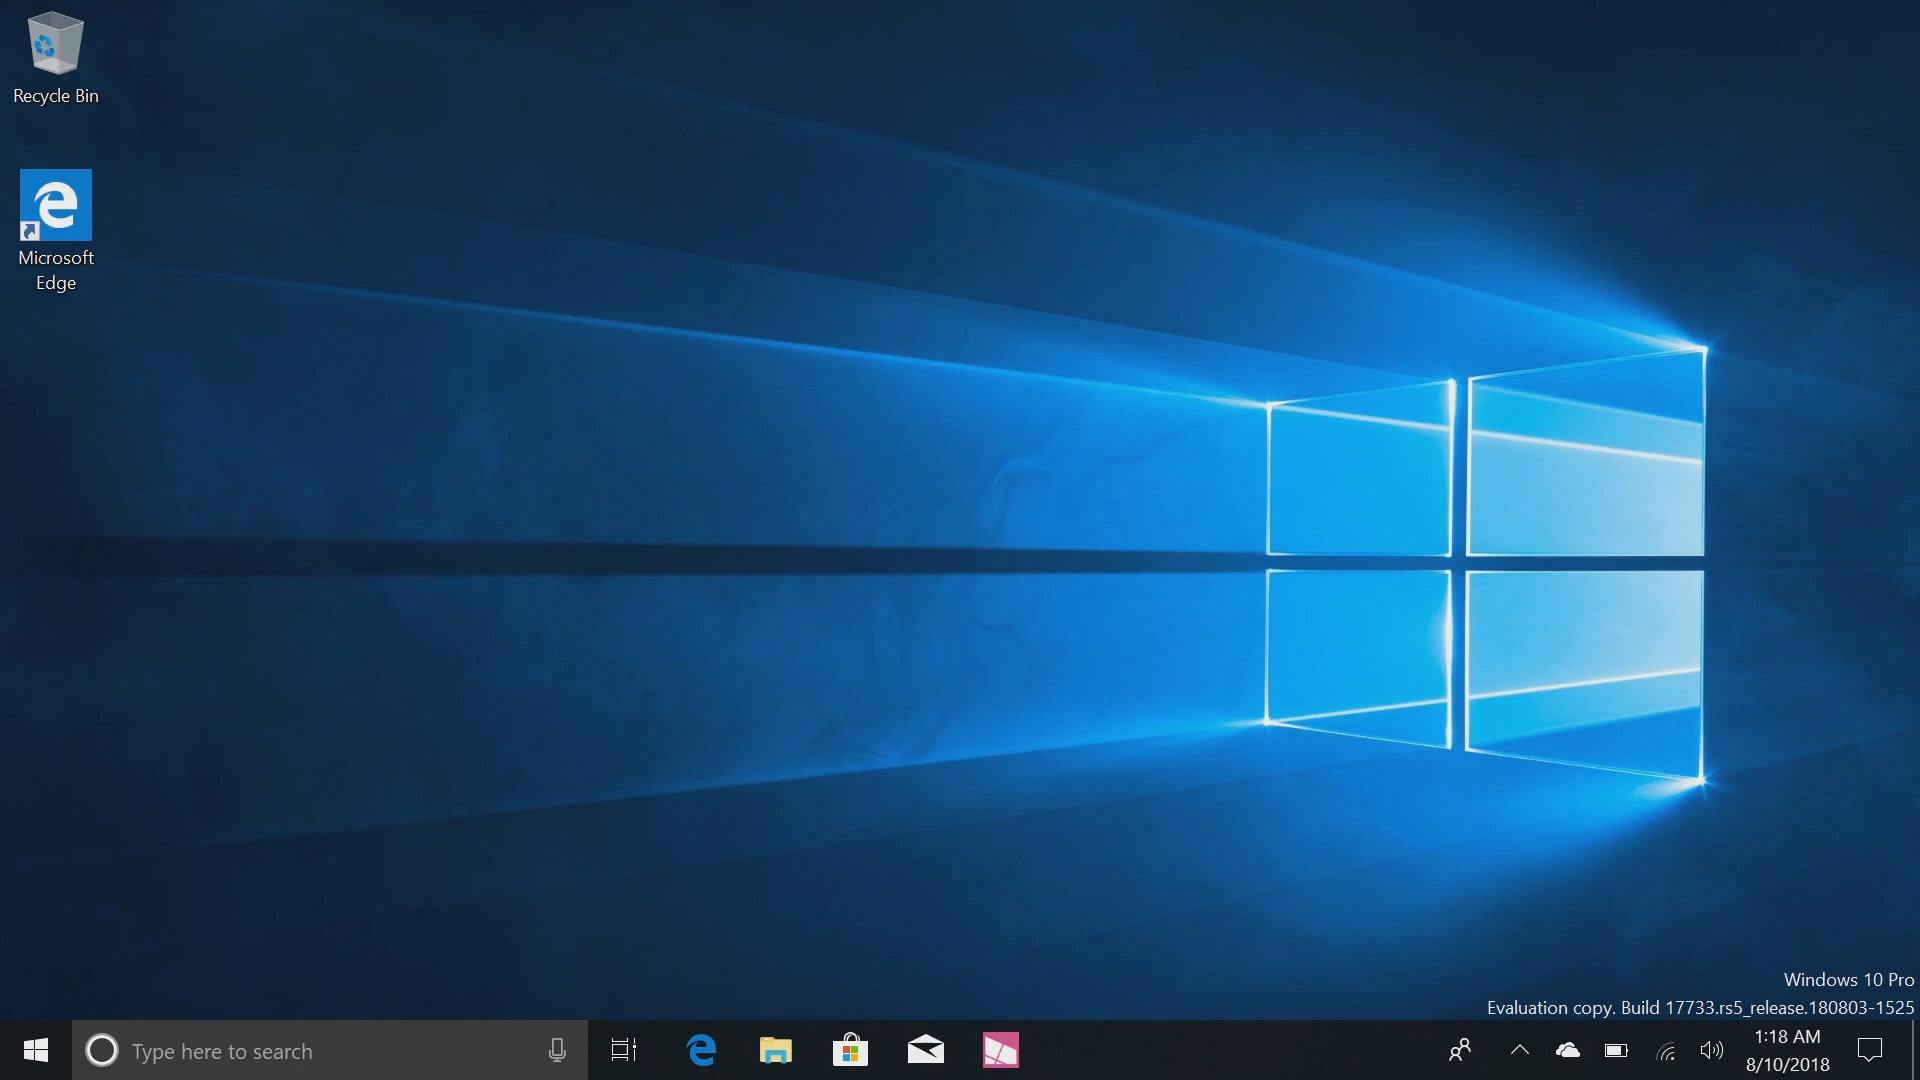 Recycle Bin
Microsoft
Edge
Windows 10 Pro
Evaluation copy. Build 17733.rs5_release.180803-1525
Type here to search
1:18 AM
8/10/2018